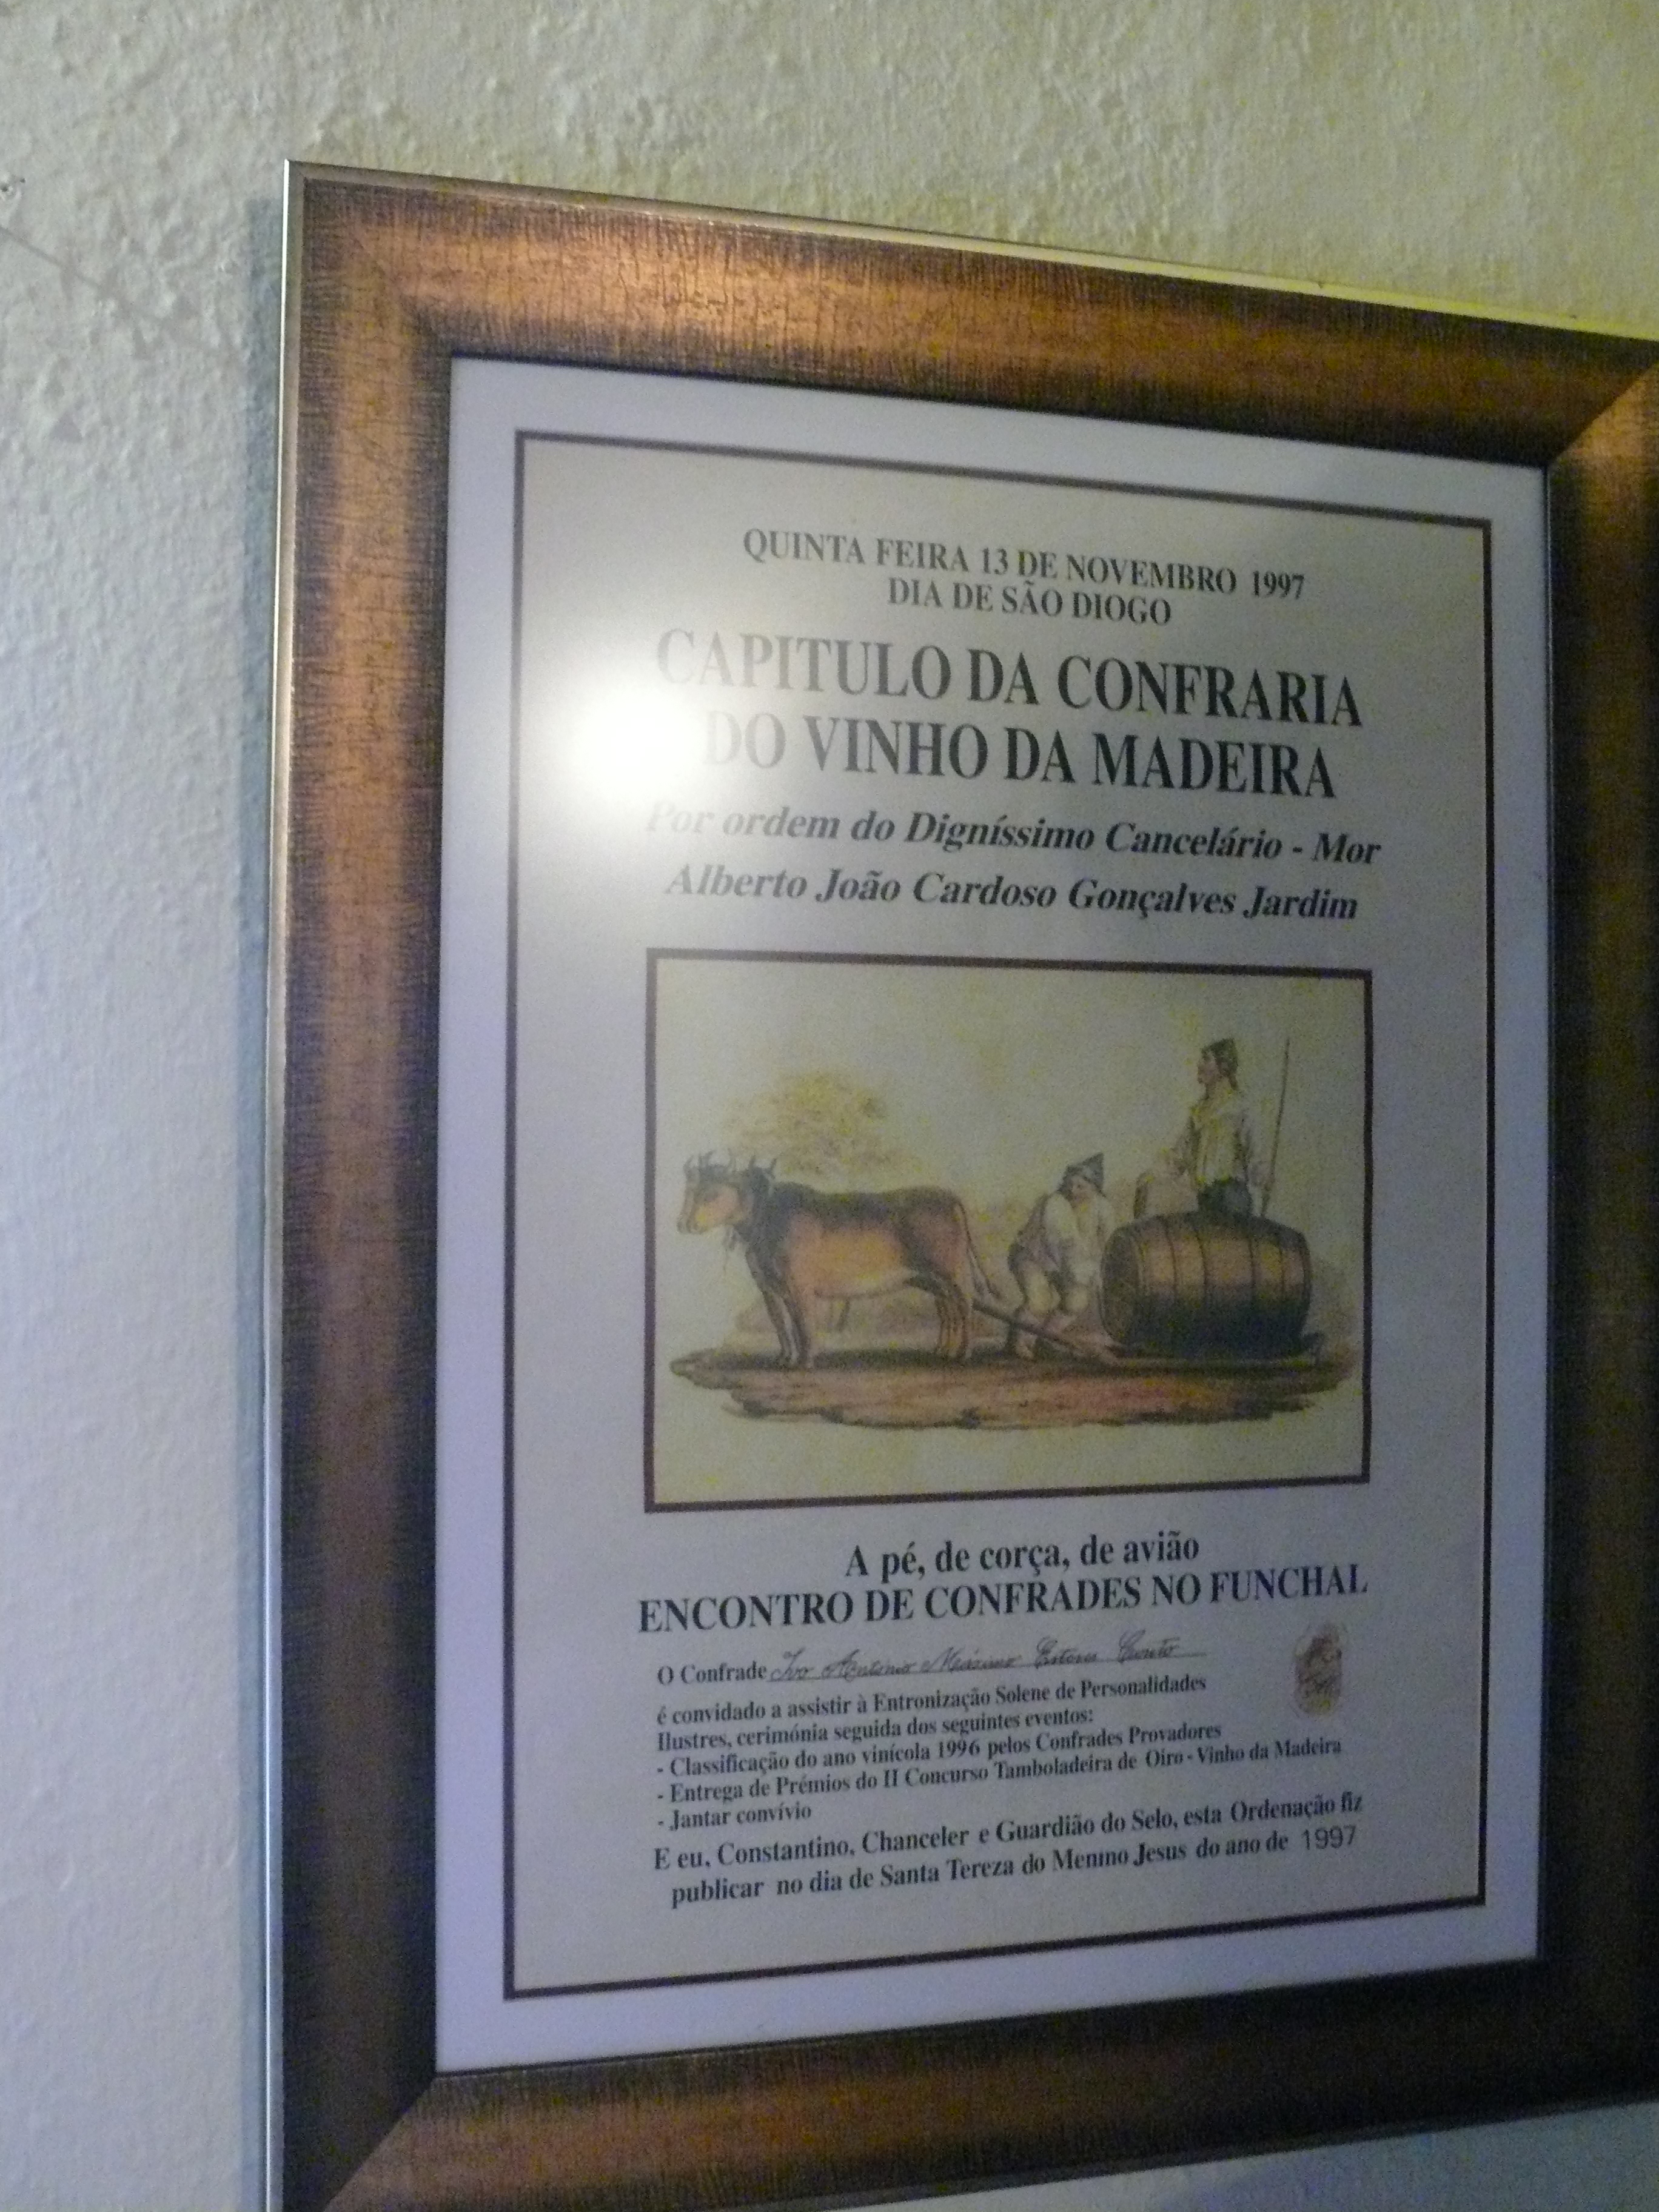 QUINTA FEIRA 13 DE NOVEMBRO 1997
DIA DE SÃO DIOGO
CAPITULO DA CONFRARIA
DO VINHO DA MADEIRA
Por ordem do Digníssimo Cancelário - Mor
Alberto João Cardoso Gonçalves Jardim
A pé, de corça, de avião
ENCONTRO DE CONFRADES NO FUNCHAL
O Confrade Ivo António Máximo
é convidado a assistir à Entronização Solene de Personalidades
Ilustres, cerimónia seguida dos seguintes eventos:
- Classificação do ano vinícola 1996 pelos Confrades Provadores
- Entrega de Prémios do II Concurso Tamboladeira de Oiro - Vinho da Madeira
- Jantar convívio
E eu, Constantino, Chanceler e Guardião do Selo, esta Ordenação fiz
publicar no dia de Santa Tereza do Menino Jesus do ano de 1997